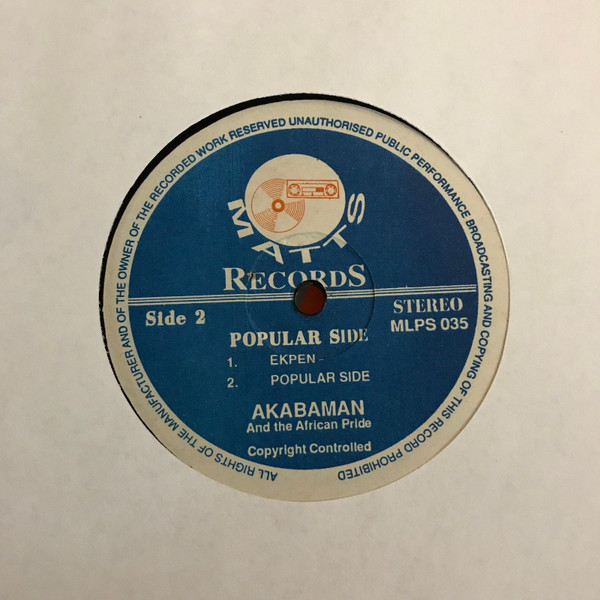 ALL RIGHTS OF THE MANUFACTURER AND OF THE OWNER OF THE RECORDED WORK RESERVED UNAUTHORISED PUBLIC PERFORMANCE BROADCASTING AND COPYING OF THIS RECORD PROHIBITED
MATTS
RECORDS
Side 2
STEREO
MLPS 035
POPULAR SIDE
1. EKPEN -
2. POPULAR SIDE
AKABAMAN
And the African Pride
Copyright Controlled